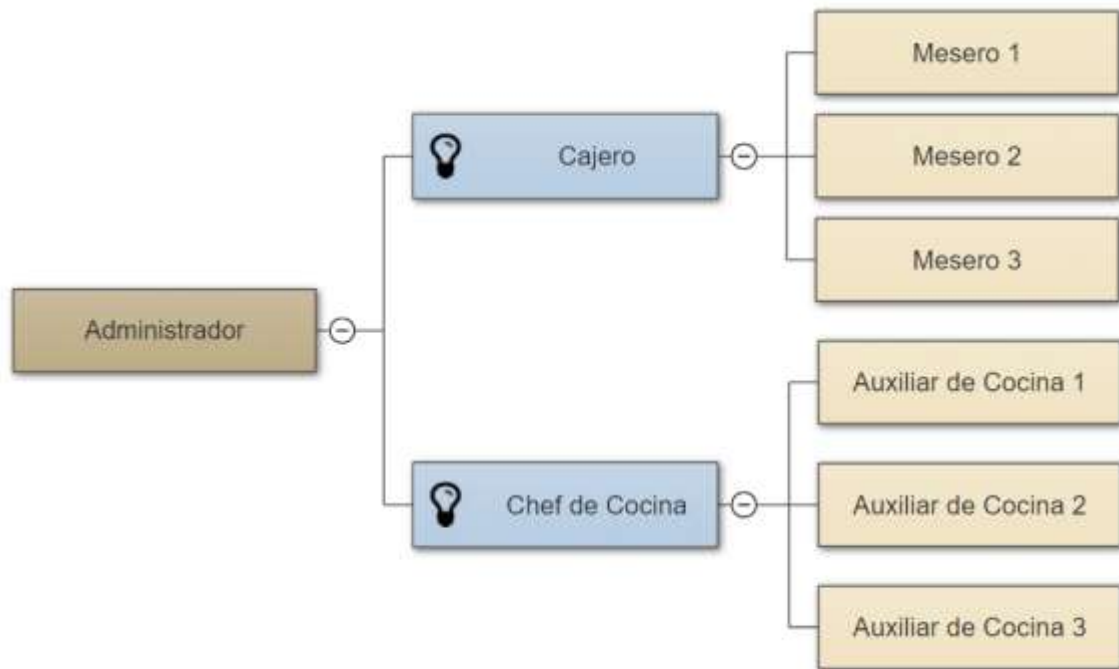 Administrador
Cajero
Mesero 1
Mesero 2
Mesero 3
Chef de Cocina
Auxiliar de Cocina 1
Auxiliar de Cocina 2
Auxiliar de Cocina 3